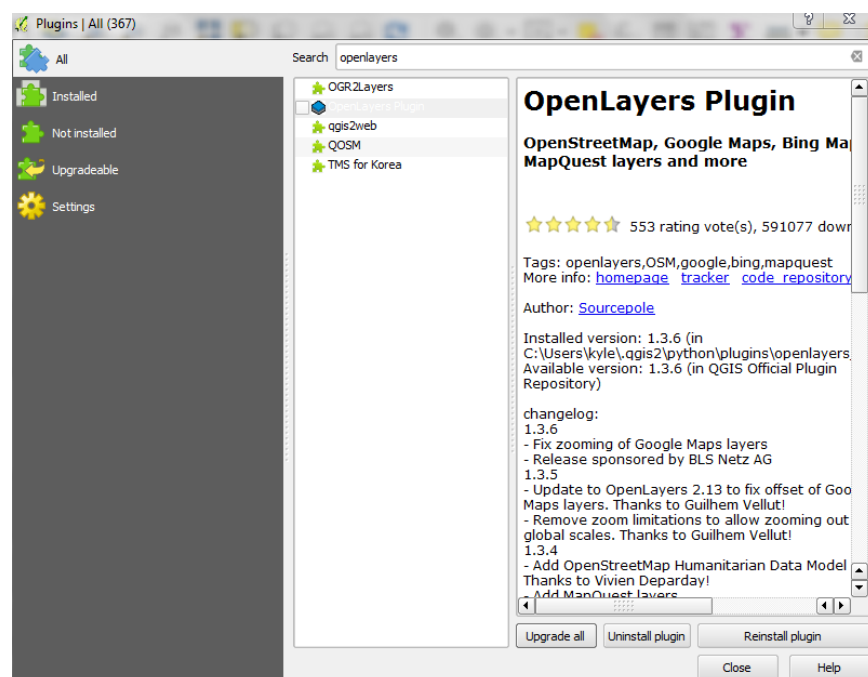 Plugins | All (367)
All
Installed
Not installed
Upgradeable
Settings
Search openlayers
OGR2Layers
OpenLayers Plugin
qgis2web
QOSM
TMS for Korea
OpenLayers Plugin
OpenStreetMap, Google Maps, Bing Ma
MapQuest layers and more
553 rating vote(s), 591077 dow
Tags: openlayers,OSM,google,bing,mapquest
More info: homepage tracker code_repository
Author: Sourcepole
Installed version: 1.3.6 (in
C:\Users\kyle\.qgis2\python\plugins\openlayers_
Available version: 1.3.6 (in QGIS Official Plugin
Repository)
changelog:
1.3.6
- Fix zooming of Google Maps layers
- Release sponsored by BLS Netz AG
1.3.5
- Update to OpenLayers 2.13 to fix offset of Goo
Maps layers. Thanks to Guilhem Vellut!
- Remove zoom limitations to allow zooming out
global scales. Thanks to Guilhem Vellut!
1.3.4
- Add OpenStreetMap Humanitarian Data Model
Thanks to Vivien Deparday!
- Add MapQuest layers
Upgrade all
Uninstall plugin
Reinstall plugin
Close
Help